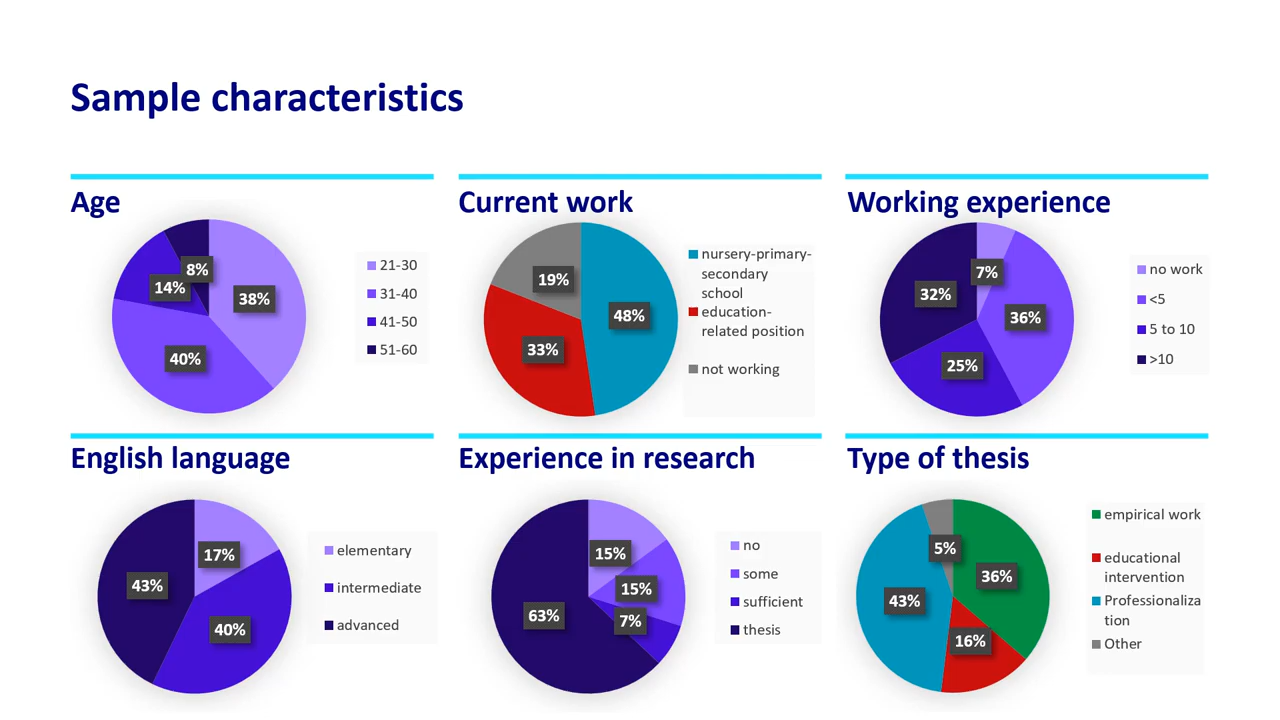 Sample characteristics
Age
8%
14%
38%
40%
21-30
31-40
41-50
51-60
Current work
19%
48%
33%
nursery-primary-
secondary
school
education-
related position
not working
Working experience
7%
32%
36%
25%
no work
<5
5 to 10
>10
English language
17%
43%
40%
elementary
intermediate
advanced
Experience in research
15%
15%
7%
63%
no
some
sufficient
thesis
Type of thesis
5%
36%
43%
16%
empirical work
educational
intervention
Professionaliza
tion
Other